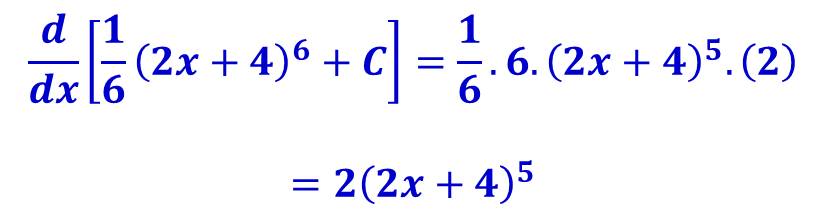 d/dx [1/6 (2x + 4)⁶ + C] = 1/6 . 6. (2x + 4)⁵. (2)
= 2(2x + 4)⁵